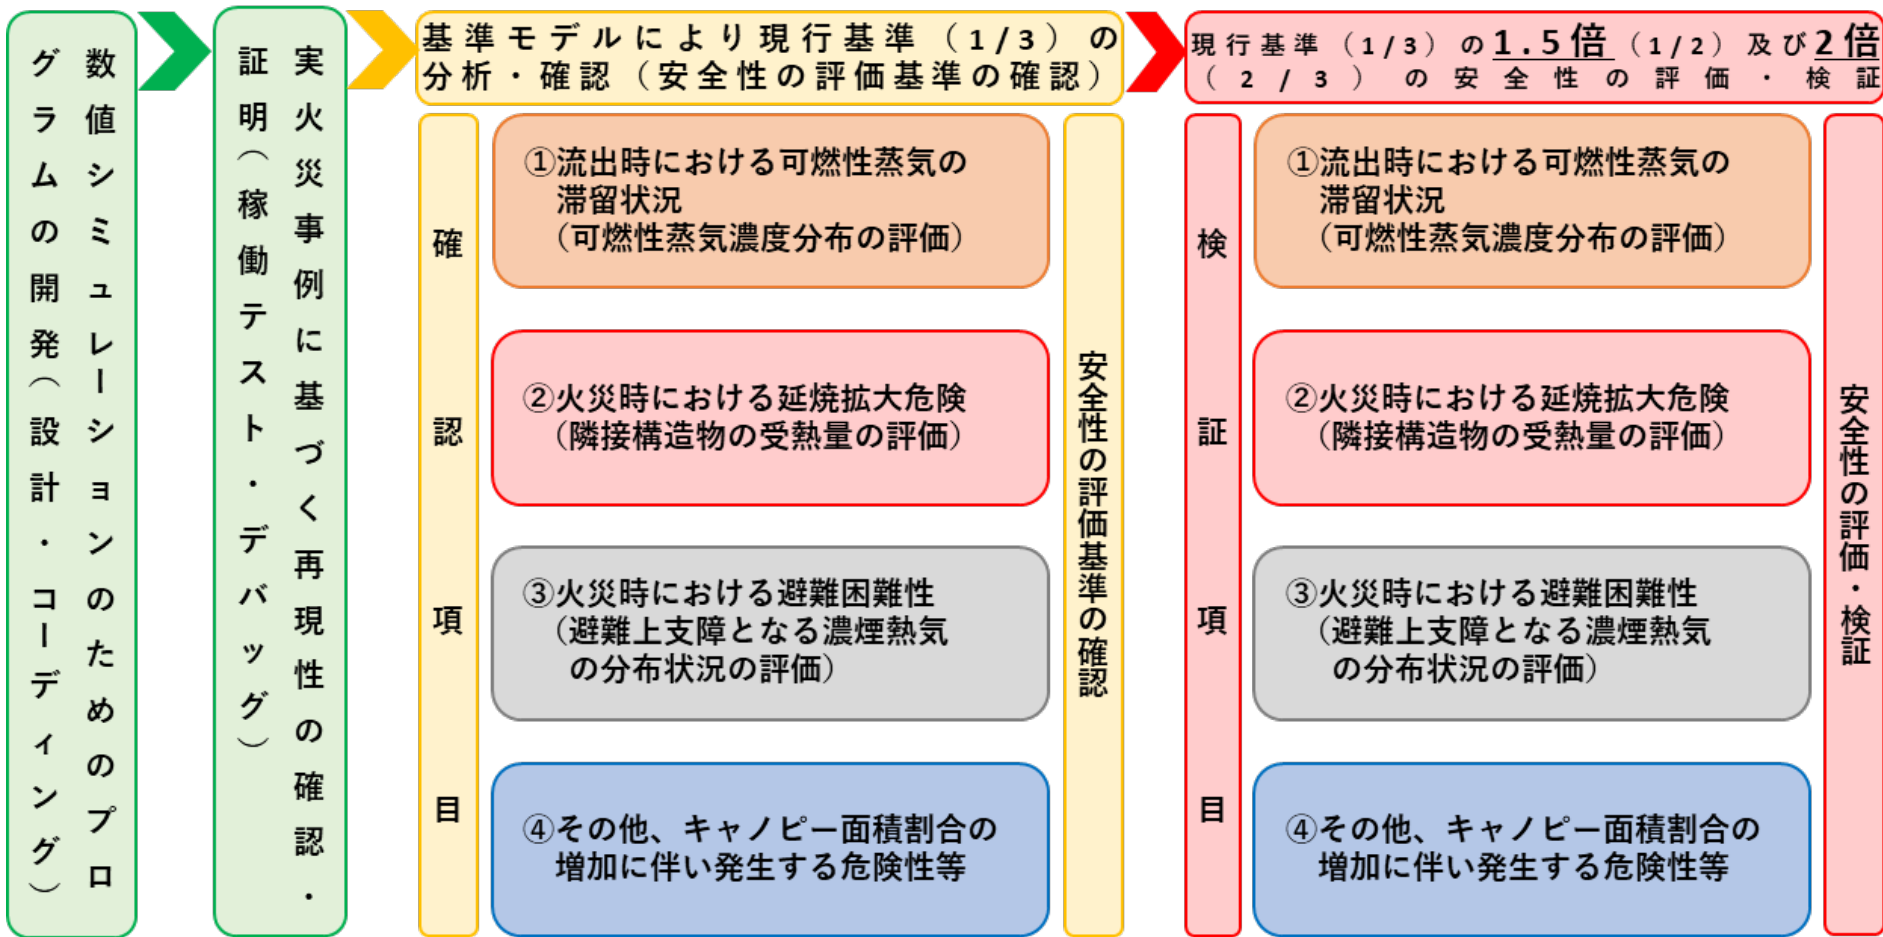 数値シミュレーションのためのプロ
グラムの開発（設計・コーディング）
実火災事例に基づく再現性の確認・
証明（稼働テスト・デバッグ）
基準モデルにより現行基準（1/3）の
分析・確認（安全性の評価基準の確認）
確認項目
①流出時における可燃性蒸気の
滞留状況
（可燃性蒸気濃度分布の評価）
②火災時における延焼拡大危険
（隣接構造物の受熱量の評価）
③火災時における避難困難性
（避難上支障となる濃煙熱気
の分布状況の評価）
④その他、キャノピー面積割合の
増加に伴い発生する危険性等
安全性の評価基準の確認
現行基準（1/3）の1.5倍（1/2）及び2倍
（2/3）の安全性の評価・検証
検証項目
①流出時における可燃性蒸気の
滞留状況
（可燃性蒸気濃度分布の評価）
②火災時における延焼拡大危険
（隣接構造物の受熱量の評価）
③火災時における避難困難性
（避難上支障となる濃煙熱気
の分布状況の評価）
④その他、キャノピー面積割合の
増加に伴い発生する危険性等
安全性の評価・検証